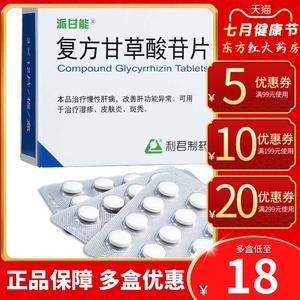 天猫
七月健康节
东方红大药房
派甘能
复方甘草酸苷片
Compound Glycyrrhizin Tablets
本品治疗慢性肝病，改善肝功能异常。可
用于治疗湿疹、皮肤炎、斑秃。
利君制药
5 优惠券
¥ 满99元使用
10 优惠券
¥ 满199元使用
20 优惠券
¥ 满299元使用
正品保障 多盒优惠
多盒低至
¥ 18